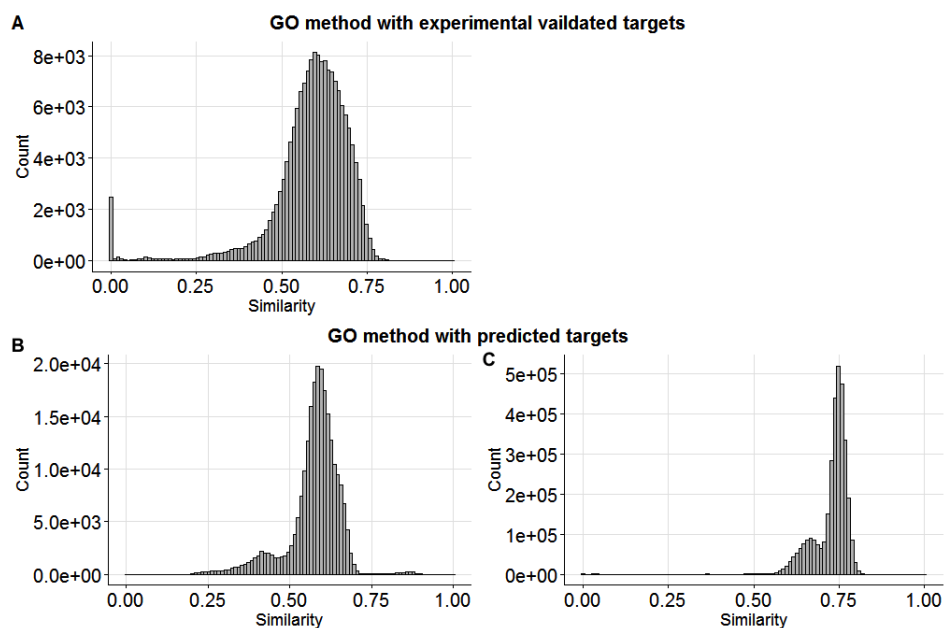 A
GO method with experimental vaildated targets
8e+03
6e+03
4e+03
2e+03
0e+00
Count
0.00 0.25 0.50 0.75 1.00
Similarity
GO method with predicted targets
B
2.0e+04
1.5e+04
1.0e+04
5.0e+03
0.0e+00
Count
0.00 0.25 0.50 0.75 1.00
Similarity
C
5e+05
4e+05
3e+05
2e+05
1e+05
0e+00
Count
0.00 0.25 0.50 0.75 1.00
Similarity